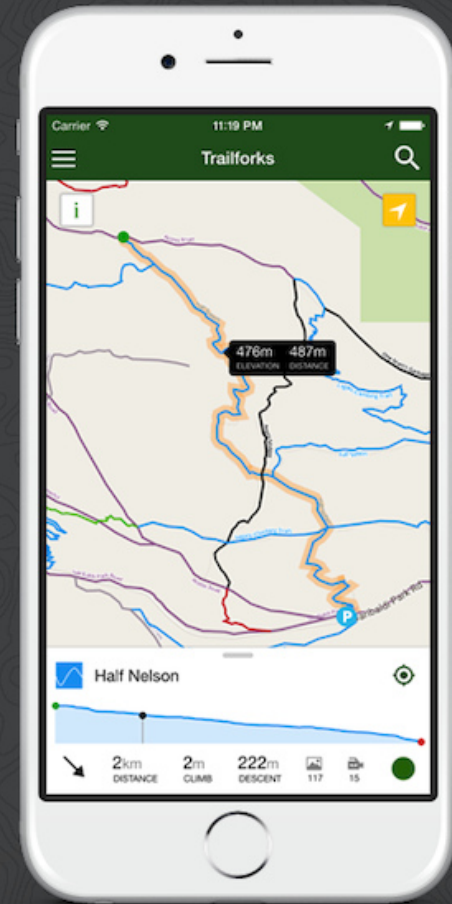 Carrier 11:19 PM
Trailforks
i
476m 487m
ELEVATION DISTANCE
P
Half Nelson
2km 2m 222m
DISTANCE CLIMB DESCENT 117 15